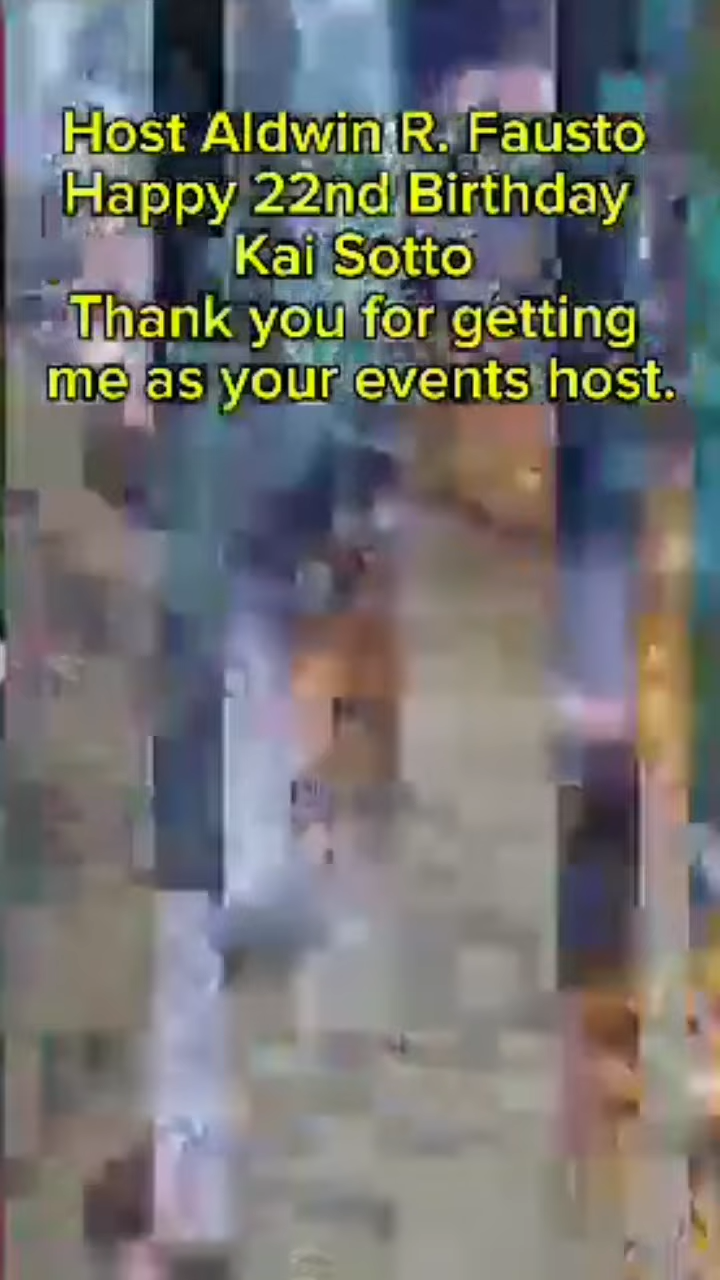 Host Aldwin R. Fausto
Happy 22nd Birthday
Kai Sotto
Thank you for getting
me as your events host.